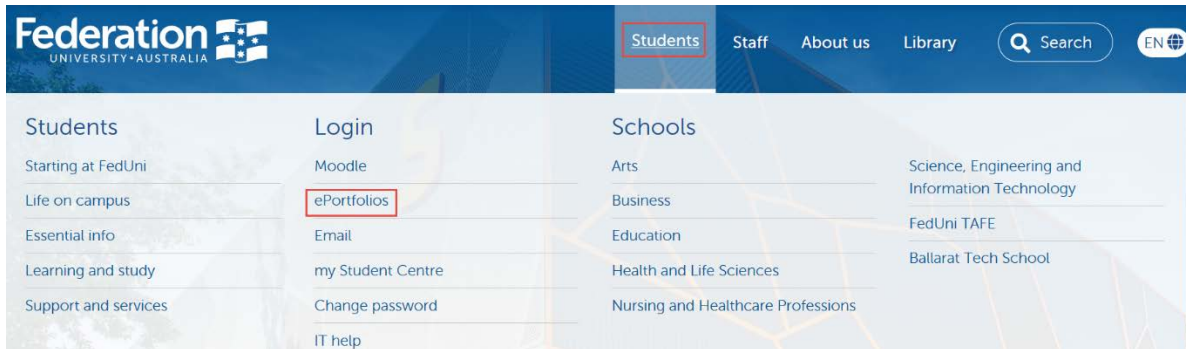 Federation
UNIVERSITY•AUSTRALIA
Students
Staff
About us
Library
Search
EN
Students
Starting at FedUni
Life on campus
Essential info
Learning and study
Support and services
Login
Moodle
ePortfolios
Email
my Student Centre
Change password
IT help
Schools
Arts
Business
Education
Health and Life Sciences
Nursing and Healthcare Professions
Science, Engineering and
Information Technology
FedUni TAFE
Ballarat Tech School